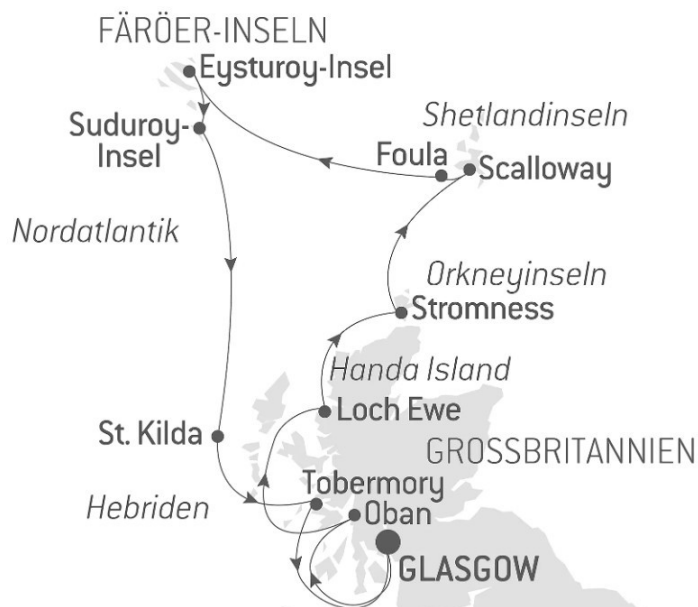 FÄRÖER-INSELN
Eysturoy-Insel
Suduroy-
Insel
Shetlandinseln
Foula
Scalloway
Nordatlantik
Orkneyinseln
Stromness
Handa Island
Loch Ewe
St. Kilda
GROSSBRITANNIEN
Tobermory
Hebriden
Oban
GLASGOW